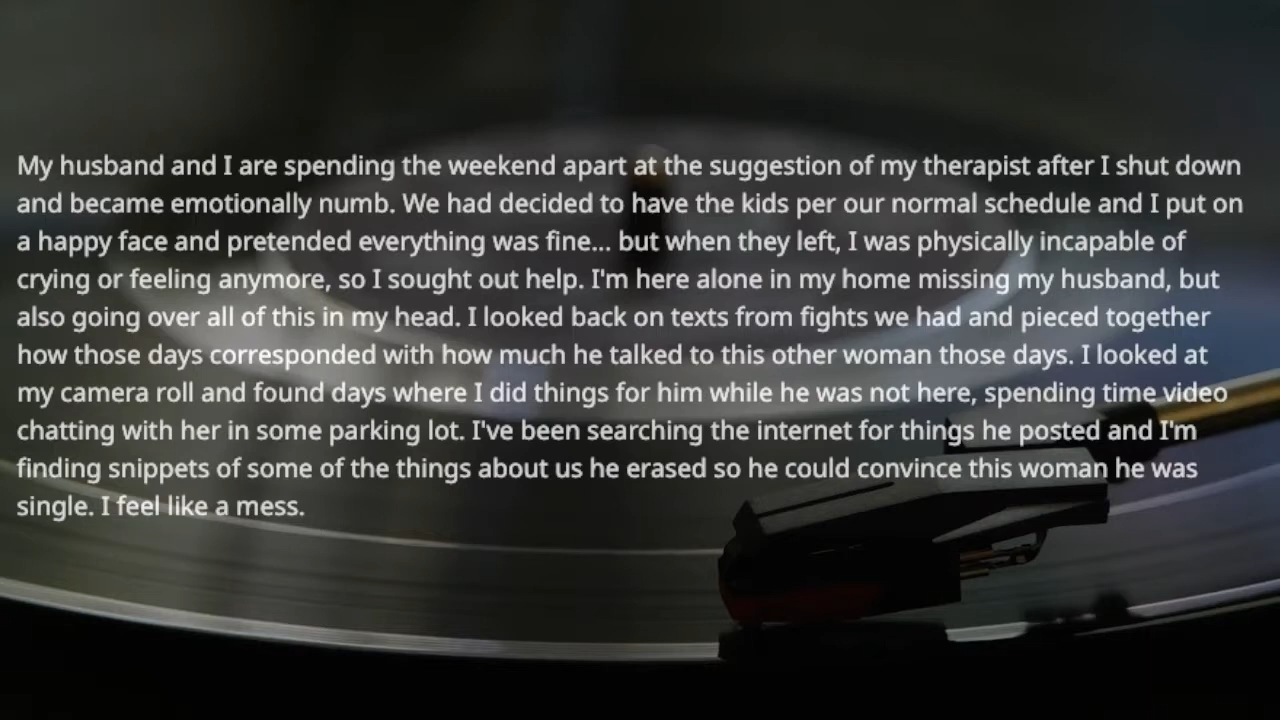 My husband and I are spending the weekend apart at the suggestion of my therapist after I shut down
and became emotionally numb. We had decided to have the kids per our normal schedule and I put on
a happy face and pretended everything was fine... but when they left, I was physically incapable of
crying or feeling anymore, so I sought out help. I'm here alone in my home missing my husband, but
also going over all of this in my head. I looked back on texts from fights we had and pieced together
how those days corresponded with how much he talked to this other woman those days. I looked at
my camera roll and found days where I did things for him while he was not here, spending time video
chatting with her in some parking lot. I've been searching the internet for things he posted and I'm
finding snippets of some of the things about us he erased so he could convince this woman he was
single. I feel like a mess.